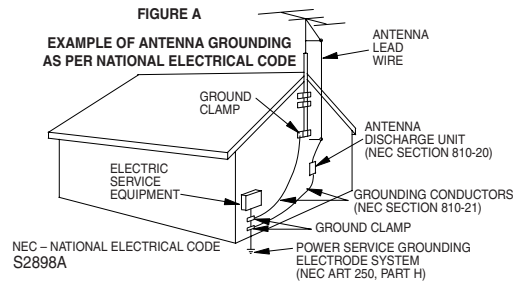 FIGURE A
EXAMPLE OF ANTENNA GROUNDING
AS PER NATIONAL ELECTRICAL CODE
ANTENNA
LEAD
WIRE
GROUND
CLAMP
ANTENNA
DISCHARGE UNIT
(NEC SECTION 810-20)
ELECTRIC
SERVICE
EQUIPMENT
GROUNDING CONDUCTORS
(NEC SECTION 810-21)
GROUND CLAMP
POWER SERVICE GROUNDING
ELECTRODE SYSTEM
(NEC ART 250, PART H)
NEC – NATIONAL ELECTRICAL CODE
S2898A